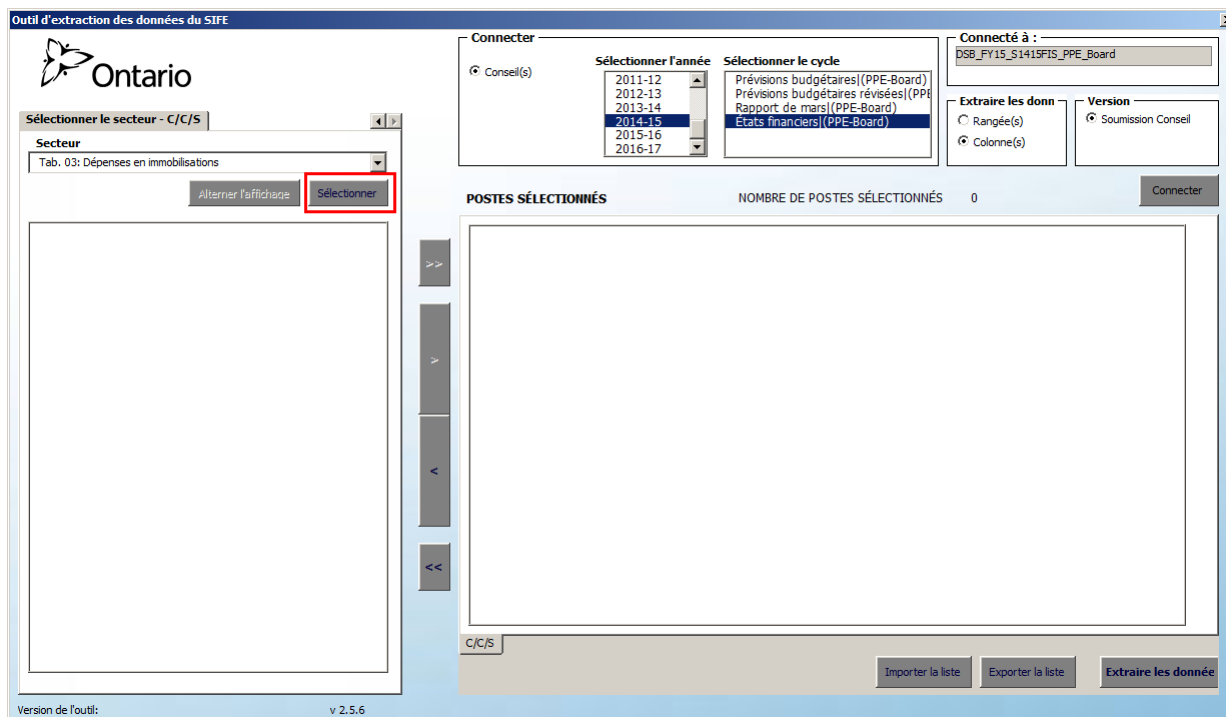 Outil d'extraction des données du SIFE
Ontario
Sélectionner le secteur - C/C/S
Secteur
Tab. 03: Dépenses en immobilisations
Alterner l'affichage
Sélectionner
Connecter
Conseil(s)
Sélectionner l'année
2011-12
2012-13
2013-14
2014-15
2015-16
2016-17
Sélectionner le cycle
Prévisions budgétaires|(PPE-Board)
Prévisions budgétaires révisées|(PPE
Rapport de mars|(PPE-Board)
États financiers|(PPE-Board)
Connecté à :
DSB_FY15_S1415FIS_PPE_Board
Extraire les donn
Rangée(s)
Colonne(s)
Version
Soumission Conseil
POSTES SÉLECTIONNÉS
NOMBRE DE POSTES SÉLECTIONNÉS 0
Connecter
>>
>
<
<<
C/C/S
Importer la liste
Exporter la liste
Extraire les donnée
Version de l'outil: v 2.5.6